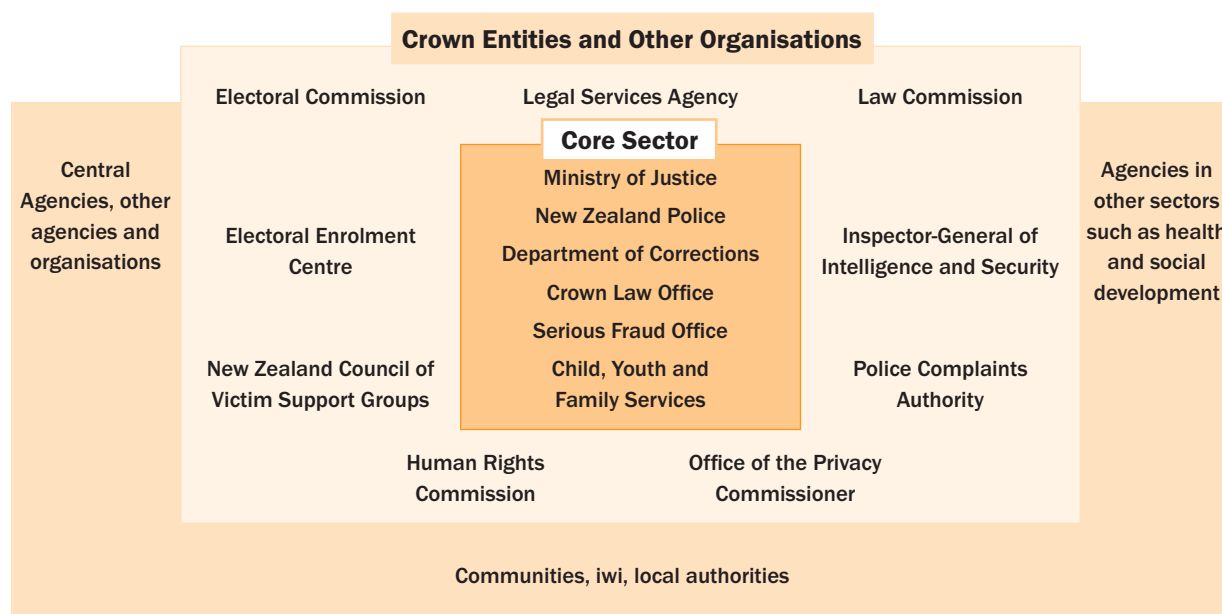 Crown Entities and Other Organisations
Electoral Commission
Legal Services Agency
Law Commission
Central
Agencies, other
agencies and
organisations
Electoral Enrolment
Centre
New Zealand Council of
Victim Support Groups
Core Sector
Ministry of Justice
New Zealand Police
Department of Corrections
Crown Law Office
Serious Fraud Office
Child, Youth and
Family Services
Inspector-General of
Intelligence and Security
Police Complaints
Authority
Agencies in
other sectors
such as health
and social
development
Human Rights
Commission
Office of the Privacy
Commissioner
Communities, iwi, local authorities